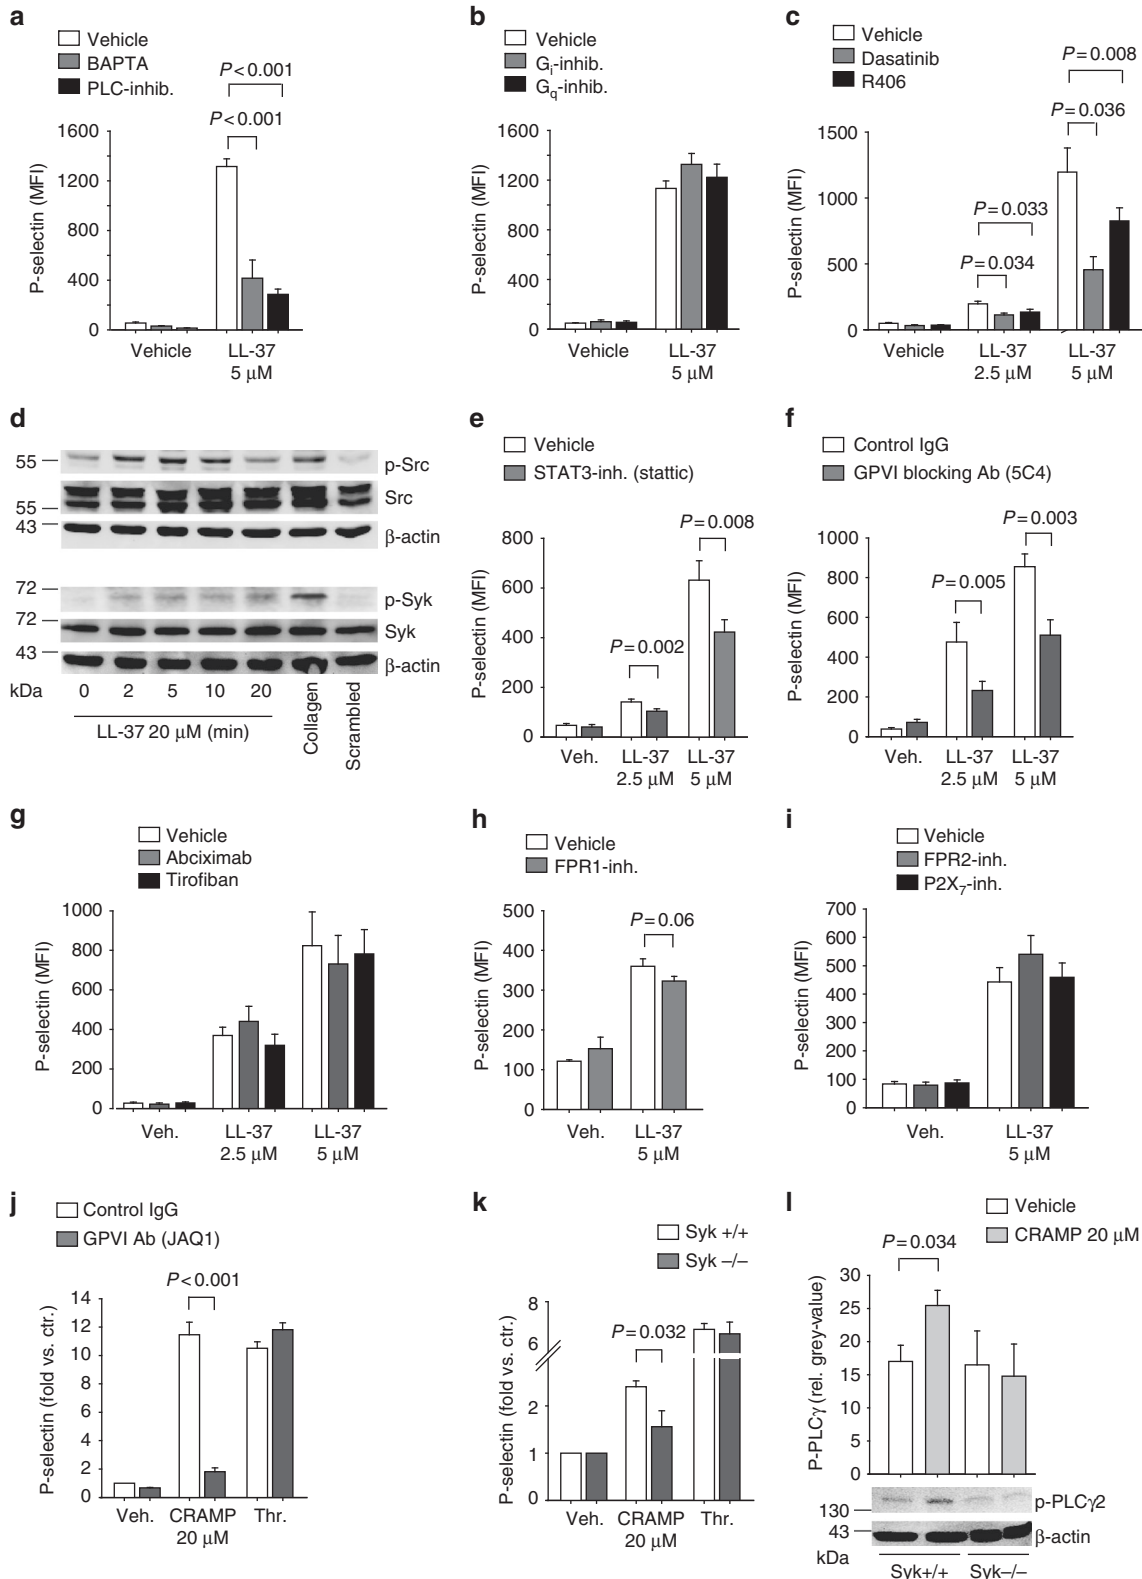 a
Vehicle
BAPTA
PLC-inhib.
P<0.001
P<0.001
P-selectin (MFI)
1600
1200
800
400
0
Vehicle
LL-37
5 μM
b
Vehicle
Gi-inhib.
Gq-inhib.
P-selectin (MFI)
1600
1200
800
400
0
Vehicle
LL-37
5 μM
c
Vehicle
Dasatinib
R406
P=0.008
P=0.036
P=0.033
P=0.034
P-selectin (MFI)
1500
1000
500
0
Vehicle
LL-37
2.5 μM
LL-37
5 μM
d
55
p-Src
Src
55
43
β-actin
72
p-Syk
72
Syk
43
β-actin
kDa
0 2 5 10 20
Collagen
Scrambled
LL-37 20 μM (min)
e
Vehicle
STAT3-inh. (stattic)
P=0.008
P=0.002
P-selectin (MFI)
800
600
400
200
0
Veh.
LL-37
2.5 μM
LL-37
5 μM
f
Control IgG
GPVI blocking Ab (5C4)
P=0.003
P=0.005
P-selectin (MFI)
1000
800
600
400
200
0
Veh.
LL-37
2.5 μM
LL-37
5 μM
g
Vehicle
Abciximab
Tirofiban
P-selectin (MFI)
1000
800
600
400
200
0
Veh.
LL-37
2.5 μM
LL-37
5 μM
h
Vehicle
FPR1-inh.
P=0.06
P-selectin (MFI)
500
400
300
200
100
0
Veh.
LL-37
5 μM
i
Vehicle
FPR2-inh.
P2X7-inh.
P-selectin (MFI)
700
600
500
400
300
200
100
0
Veh.
LL-37
5 μM
j
Control IgG
GPVI Ab (JAQ1)
P<0.001
P-selectin (fold vs. ctr.)
14
12
10
8
6
4
2
0
Veh.
CRAMP
20 μM
Thr.
k
Syk +/+
Syk –/–
P=0.032
P-selectin (fold vs. ctr.)
8
6
2
1
0
Veh.
CRAMP
20 μM
Thr.
l
Vehicle
CRAMP 20 μM
P=0.034
P-PLCγ (rel. grey-value)
30
25
20
15
10
5
0
p-PLCγ2
130
43
β-actin
kDa
Syk+/+
Syk–/–